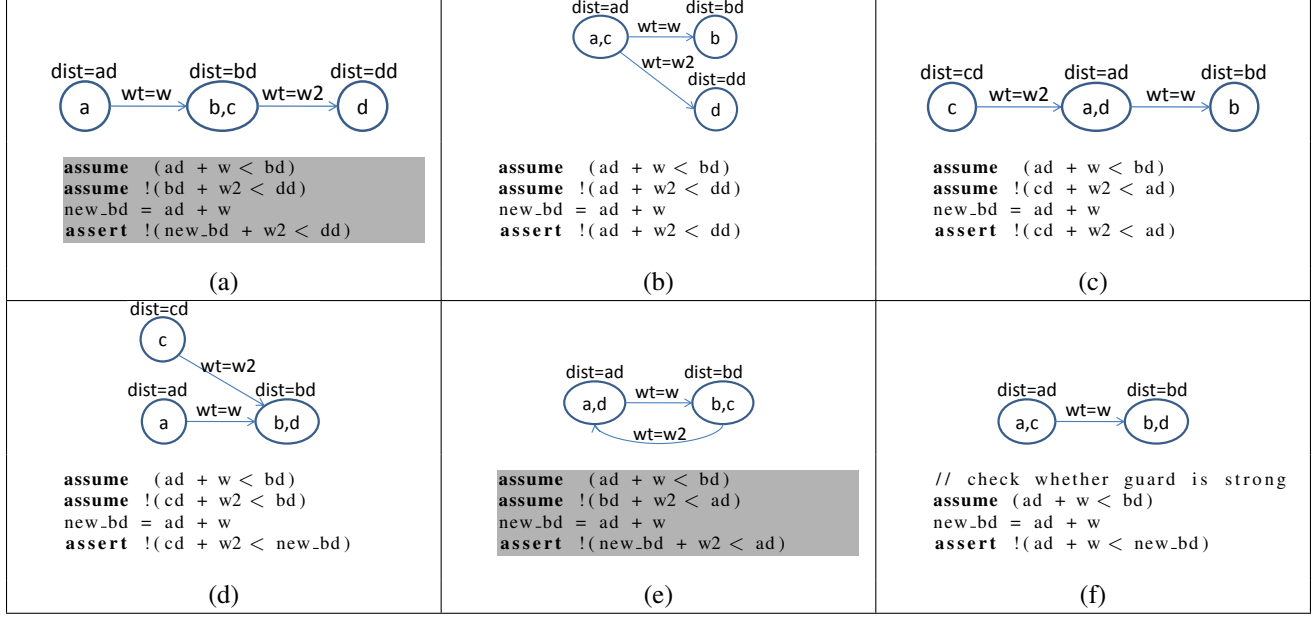 dist=ad dist=bd dist=dd
a wt=w b,c wt=w2 d
assume (ad + w < bd)
assume !(bd + w2 < dd)
new_bd = ad + w
assert !(new_bd + w2 < dd)
(a)
dist=ad dist=bd
a,c wt=w b
wt=w2
dist=dd
d
assume (ad + w < bd)
assume !(ad + w2 < dd)
new_bd = ad + w
assert !(ad + w2 < dd)
(b)
dist=cd dist=ad dist=bd
c wt=w2 a,d wt=w b
assume (ad + w < bd)
assume !(cd + w2 < ad)
new_bd = ad + w
assert !(cd + w2 < ad)
(c)
dist=cd
c
wt=w2
dist=ad dist=bd
a wt=w b,d
assume (ad + w < bd)
assume !(cd + w2 < bd)
new_bd = ad + w
assert !(cd + w2 < new_bd)
(d)
dist=ad dist=bd
a,d wt=w b,c
wt=w2
assume (ad + w < bd)
assume !(bd + w2 < ad)
new_bd = ad + w
assert !(new_bd + w2 < ad)
(e)
dist=ad dist=bd
a,c wt=w b,d
// check whether guard is strong
assume (ad + w < bd)
new_bd = ad + w
assert !(ad + w < new_bd)
(f)